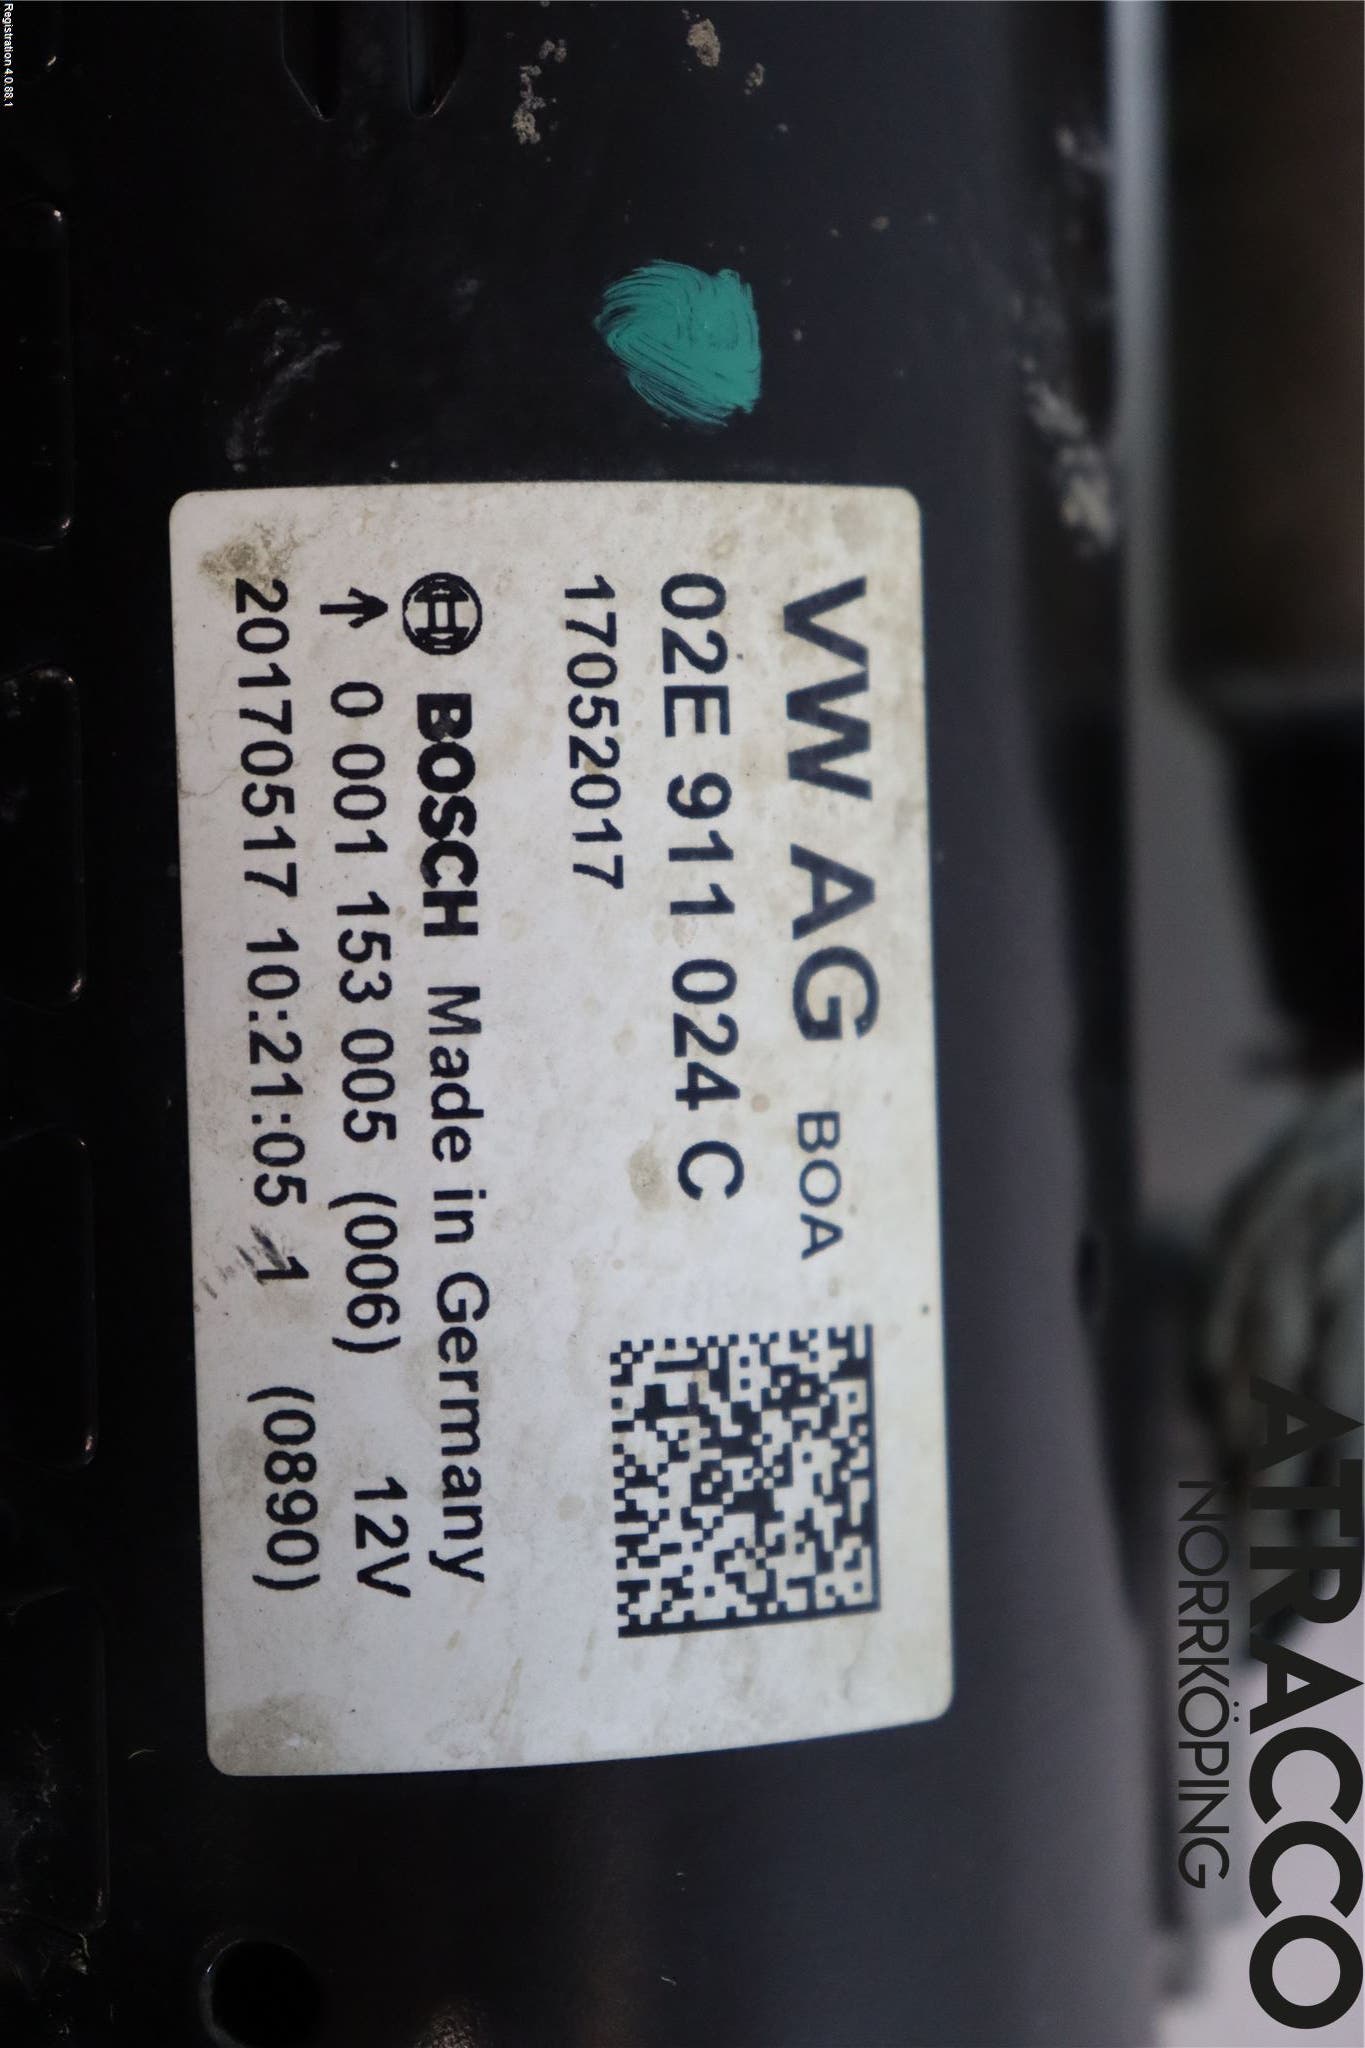 Registration 4.0.88.1
VW AG BOA
02E 911 024 C
17052017
BOSCH Made in Germany
0 001 153 005 (006) 12V
20170517 10:21:05 1 (0890)
ATRACCO
NORRKÖPING